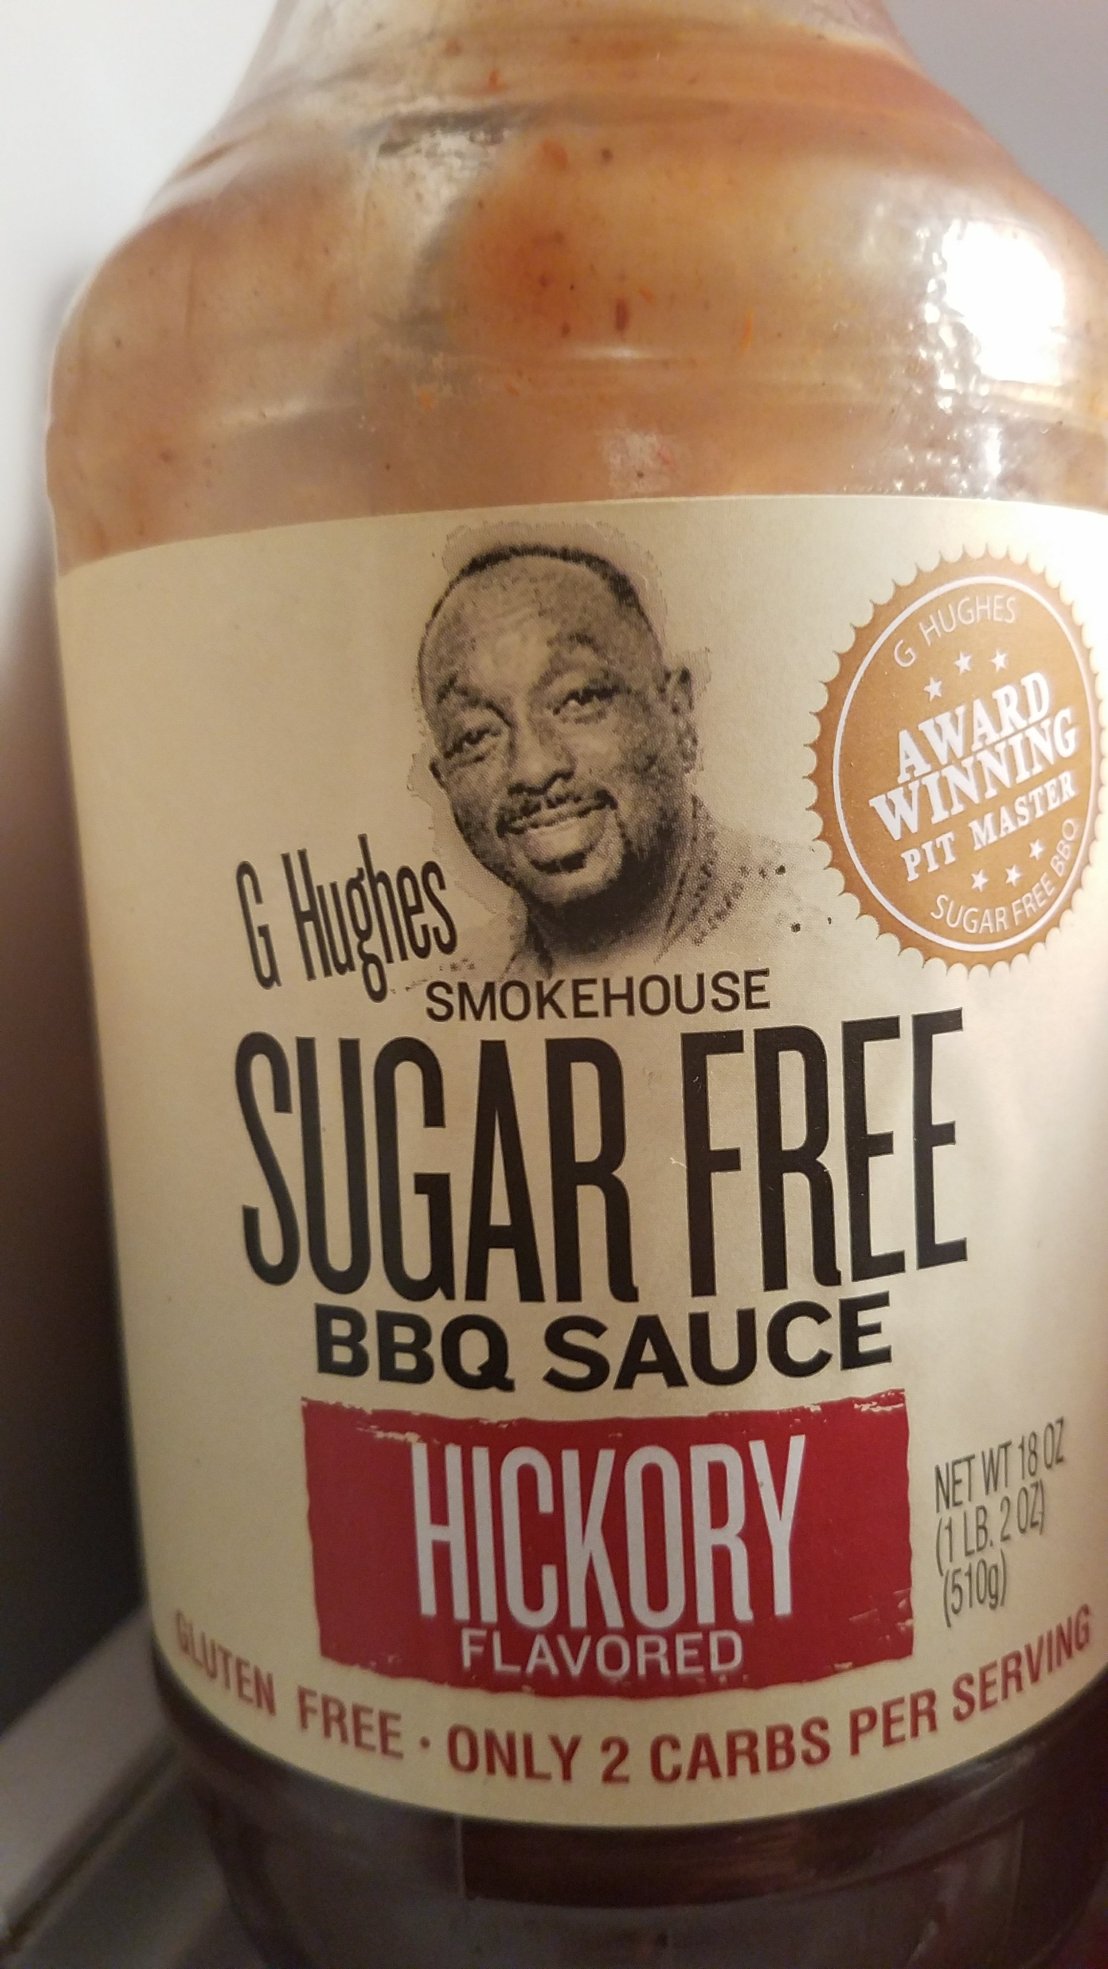 G HUGHES
AWARD
WINNING
PIT MASTER
SUGAR FREE BBQ
G Hughes
SMOKEHOUSE
SUGAR FREE
BBQ SAUCE
HICKORY
FLAVORED
NET WT 18 OZ
(1 LB. 2 OZ)
(510g)
GLUTEN FREE · ONLY 2 CARBS PER SERVING